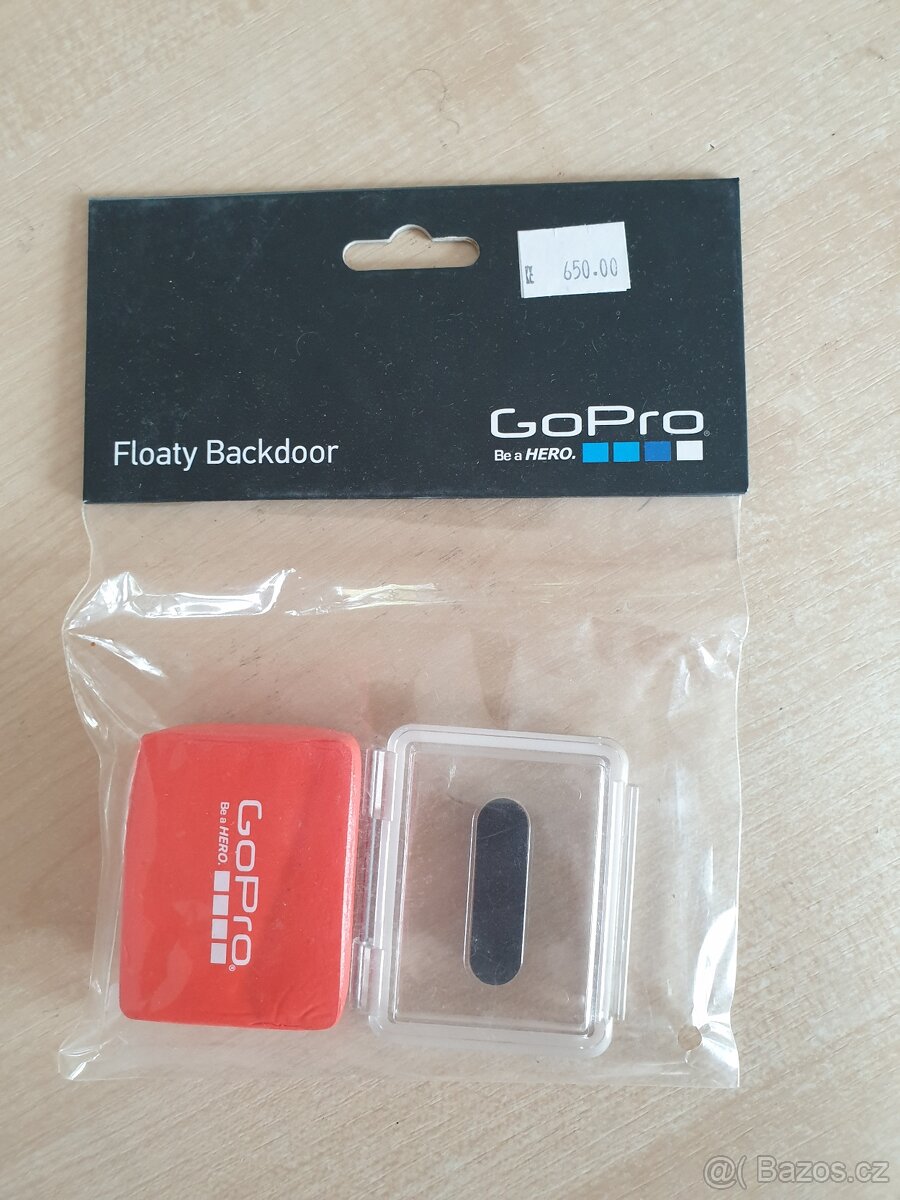 650.00
GoPro®
Be a HERO.
Floaty Backdoor
GoPro®
Be a HERO.
@( Bazos.cz